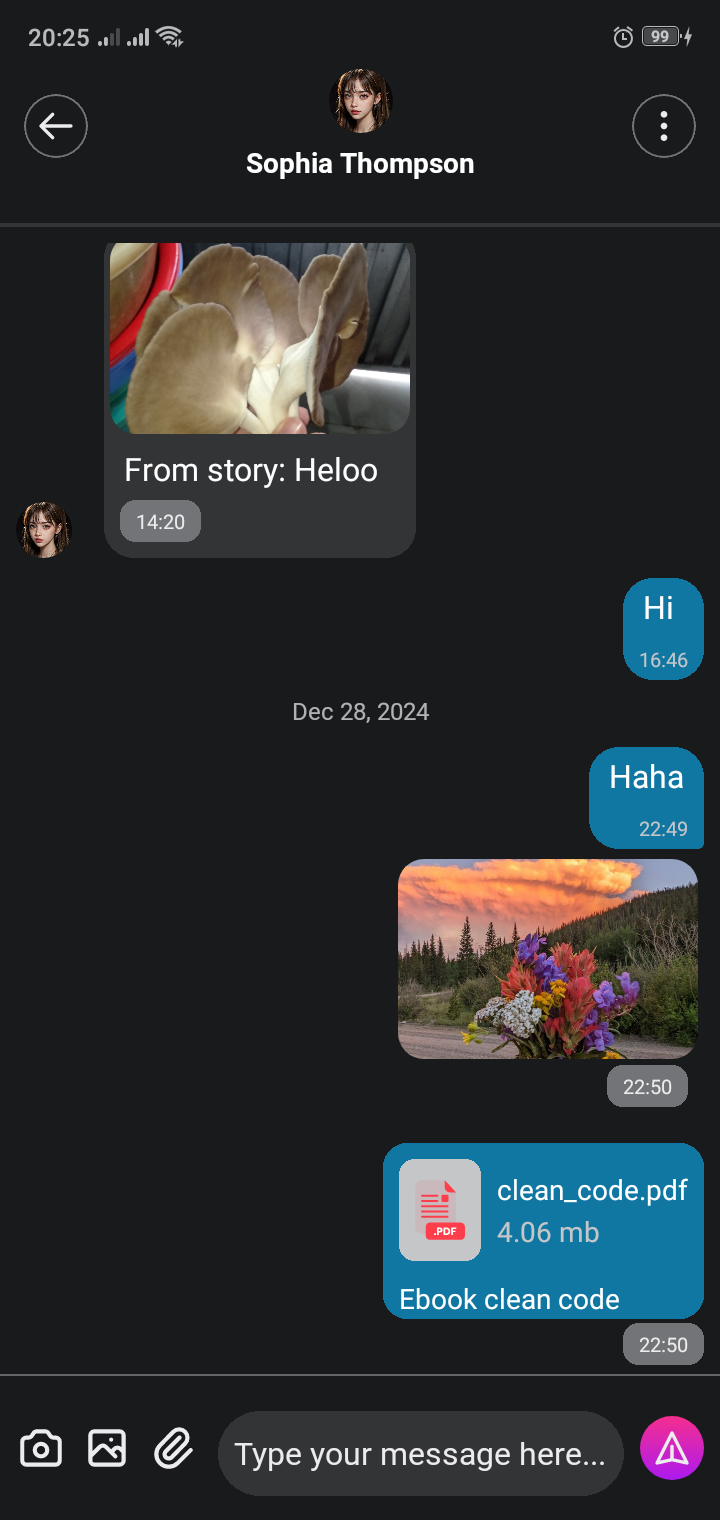 20:25
99
Sophia Thompson
From story: Heloo
14:20
Hi
16:46
Dec 28, 2024
Haha
22:49
22:50
.PDF
clean_code.pdf
4.06 mb
Ebook clean code
22:50
Type your message here...